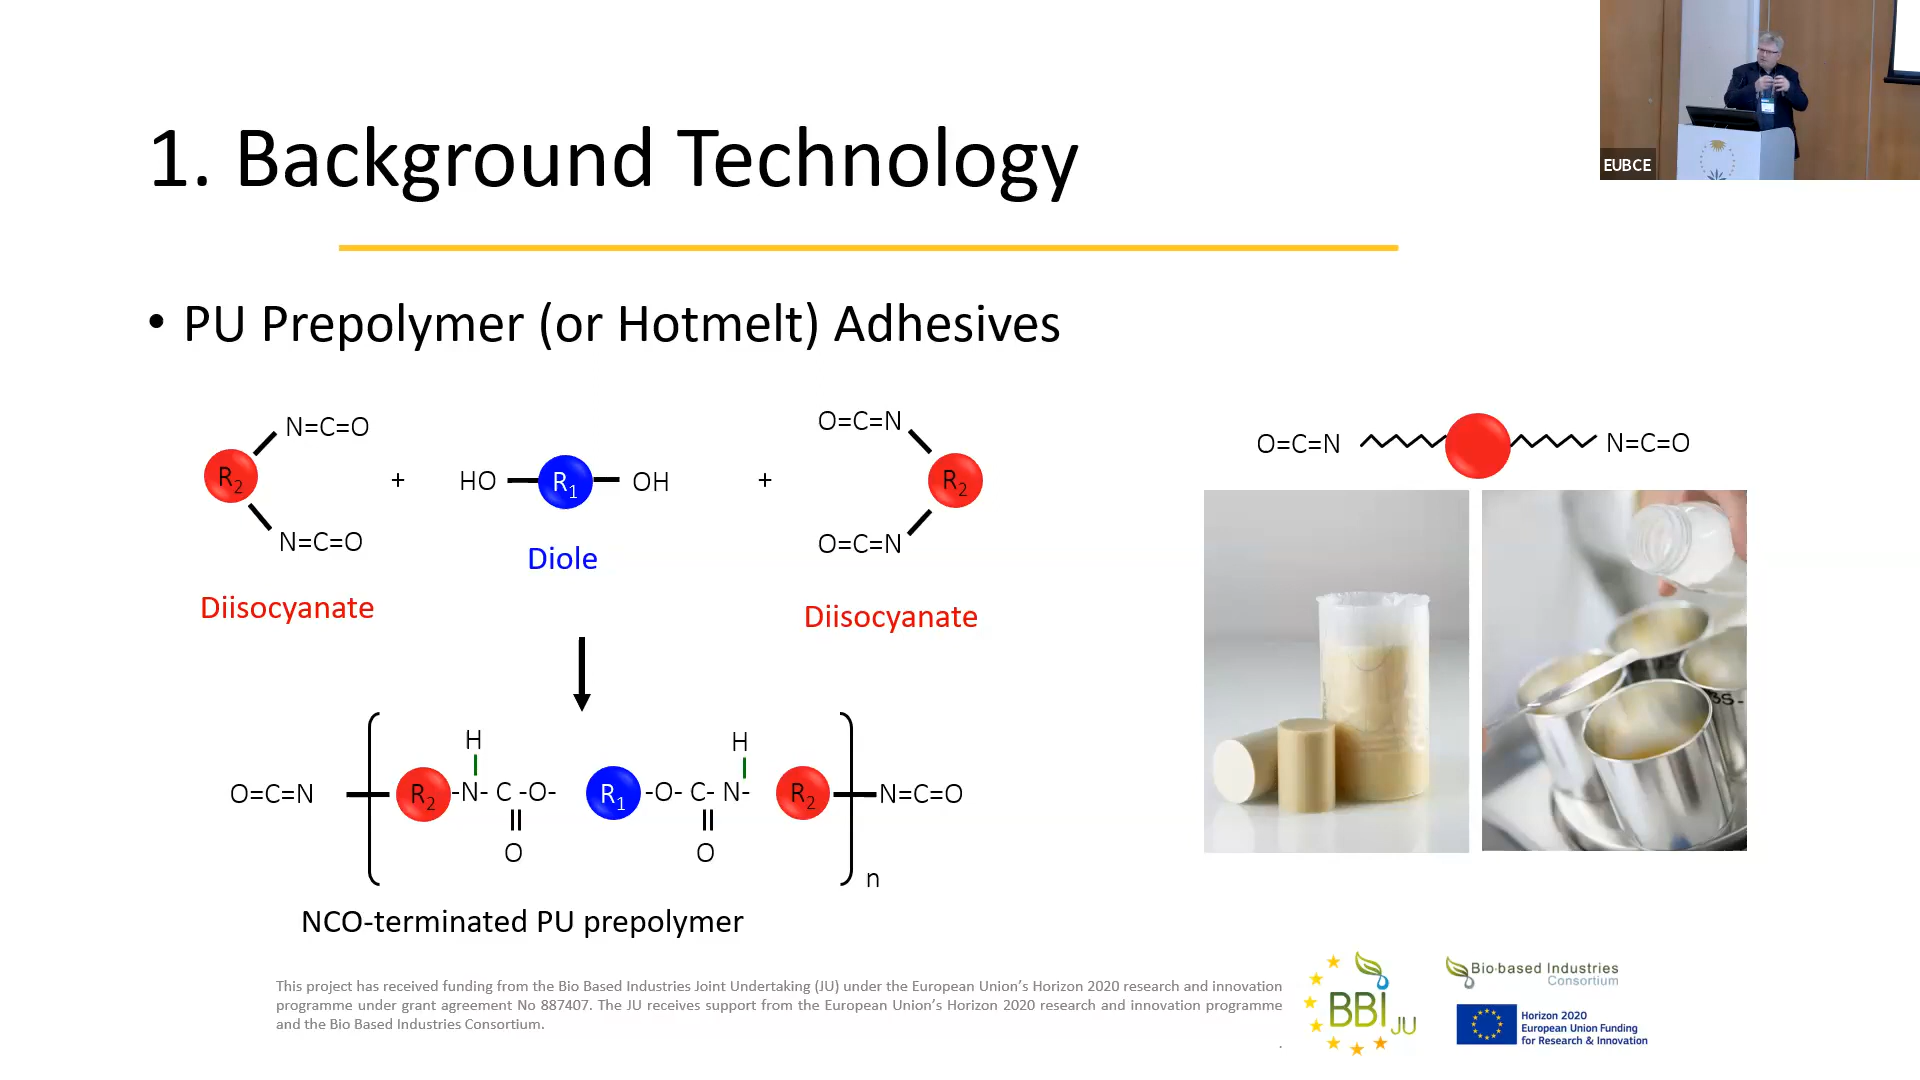 1. Background Technology
EUBCE
• PU Prepolymer (or Hotmelt) Adhesives
N=C=O
O=C=N
O=C=N
N=C=O
R2
+
HO
R1
OH
+
R2
N=C=O
O=C=N
Diole
Diisocyanate
Diisocyanate
H
H
O=C=N
R2
-N- C -O-
R1
-O- C- N-
R2
N=C=O
O
O
n
NCO-terminated PU prepolymer
BS-
This project has received funding from the Bio Based Industries Joint Undertaking (JU) under the European Union's Horizon 2020 research and innovation
programme under grant agreement No 887407. The JU receives support from the European Union's Horizon 2020 research and innovation programme
and the Bio Based Industries Consortium.
.
BBI JU
Bio-based Industries
Consortium
Horizon 2020
European Union Funding
for Research & Innovation